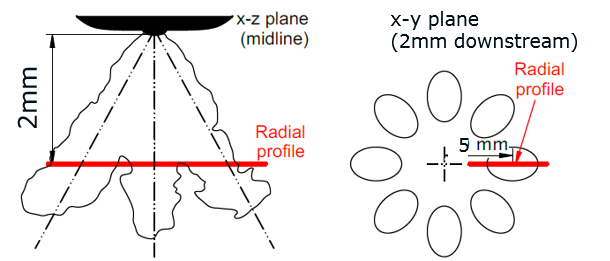 x-z plane
(midline)
2mm
Radial
profile
x-y plane
(2mm downstream)
Radial
profile
5 mm